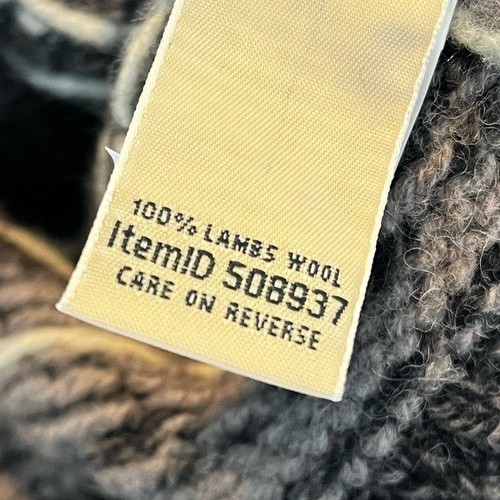 100% LAMBS WOOL
ItemID 508937
CARE ON REVERSE